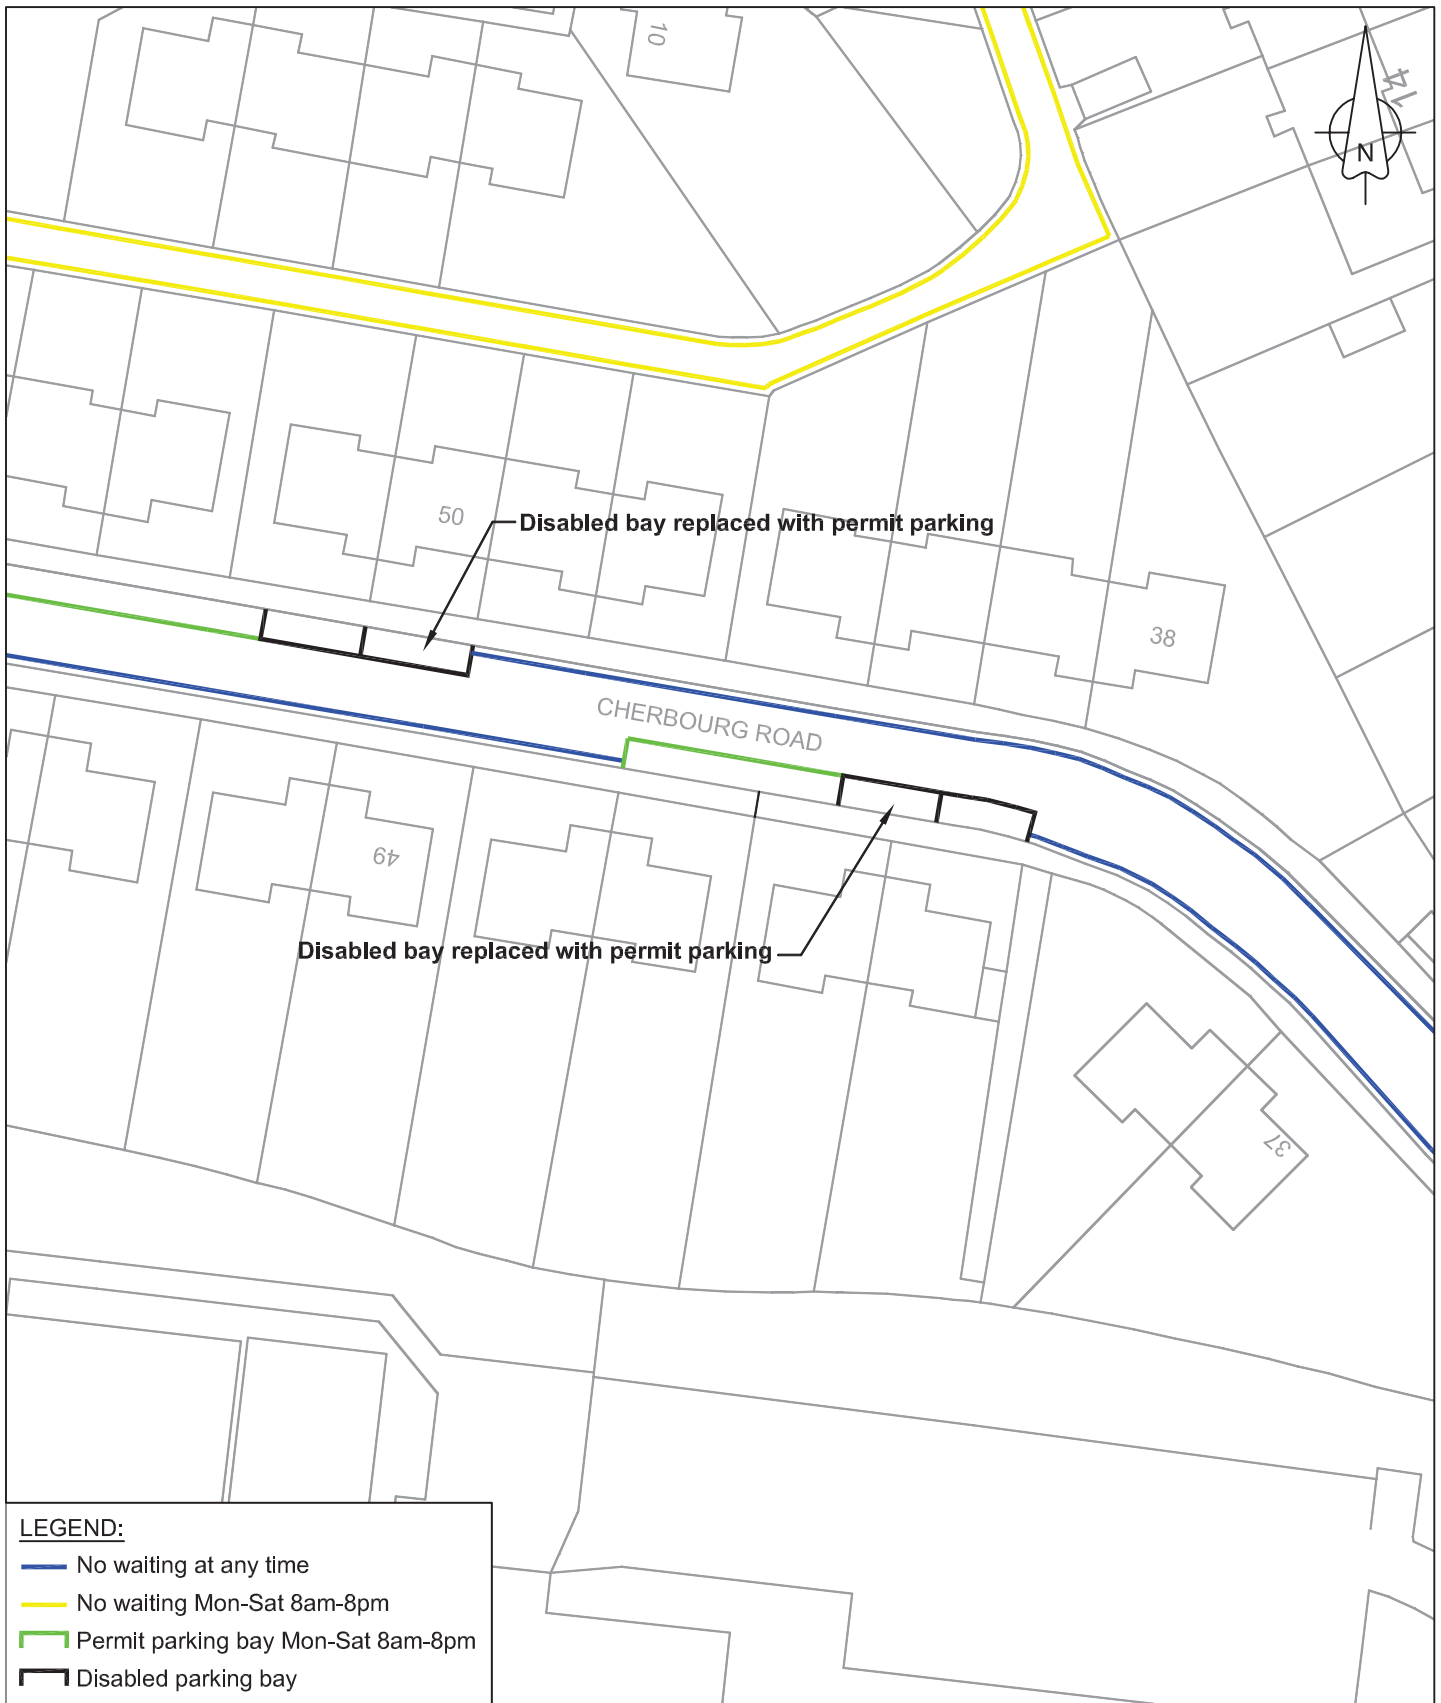 10
14
N
50
Disabled bay replaced with permit parking
38
CHERBOURG ROAD
49
Disabled bay replaced with permit parking
37
LEGEND:
No waiting at any time
No waiting Mon-Sat 8am-8pm
Permit parking bay Mon-Sat 8am-8pm
Disabled parking bay